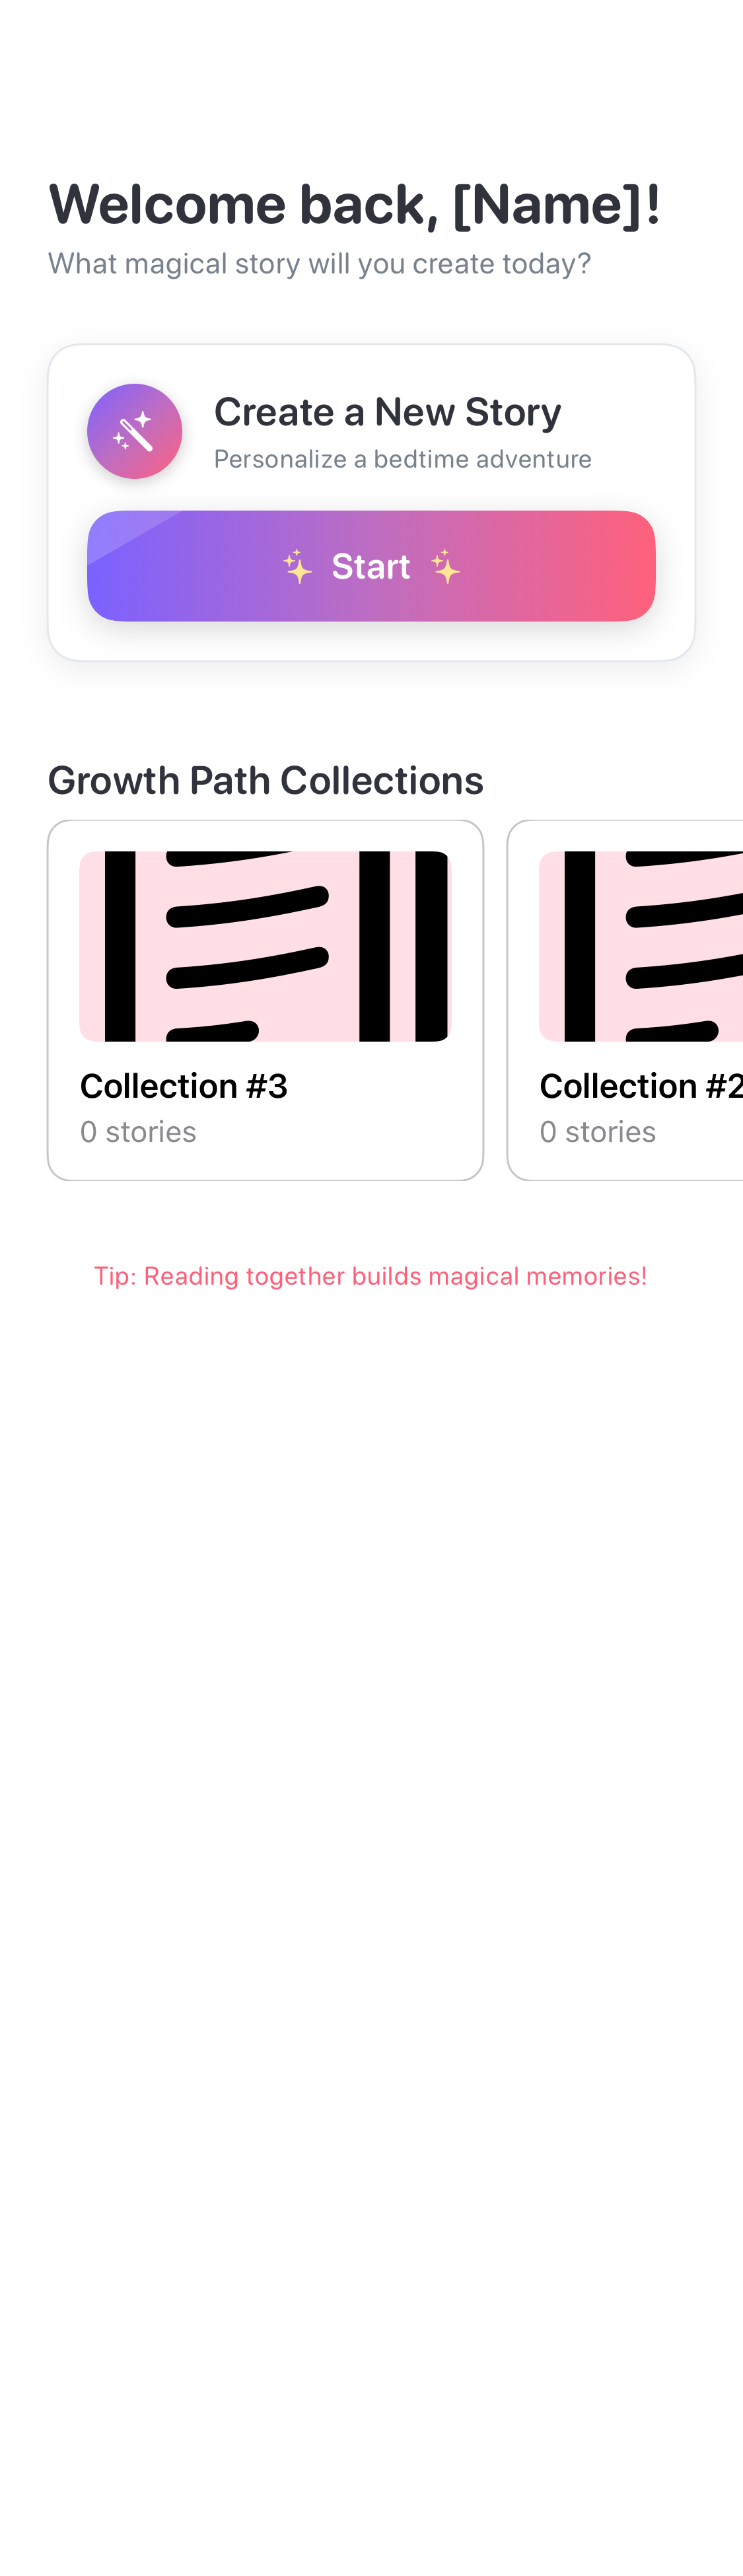 Welcome back, [Name]!
What magical story will you create today?
Create a New Story
Personalize a bedtime adventure
Start
Growth Path Collections
Collection #3
0 stories
Collection #2
0 stories
Tip: Reading together builds magical memories!